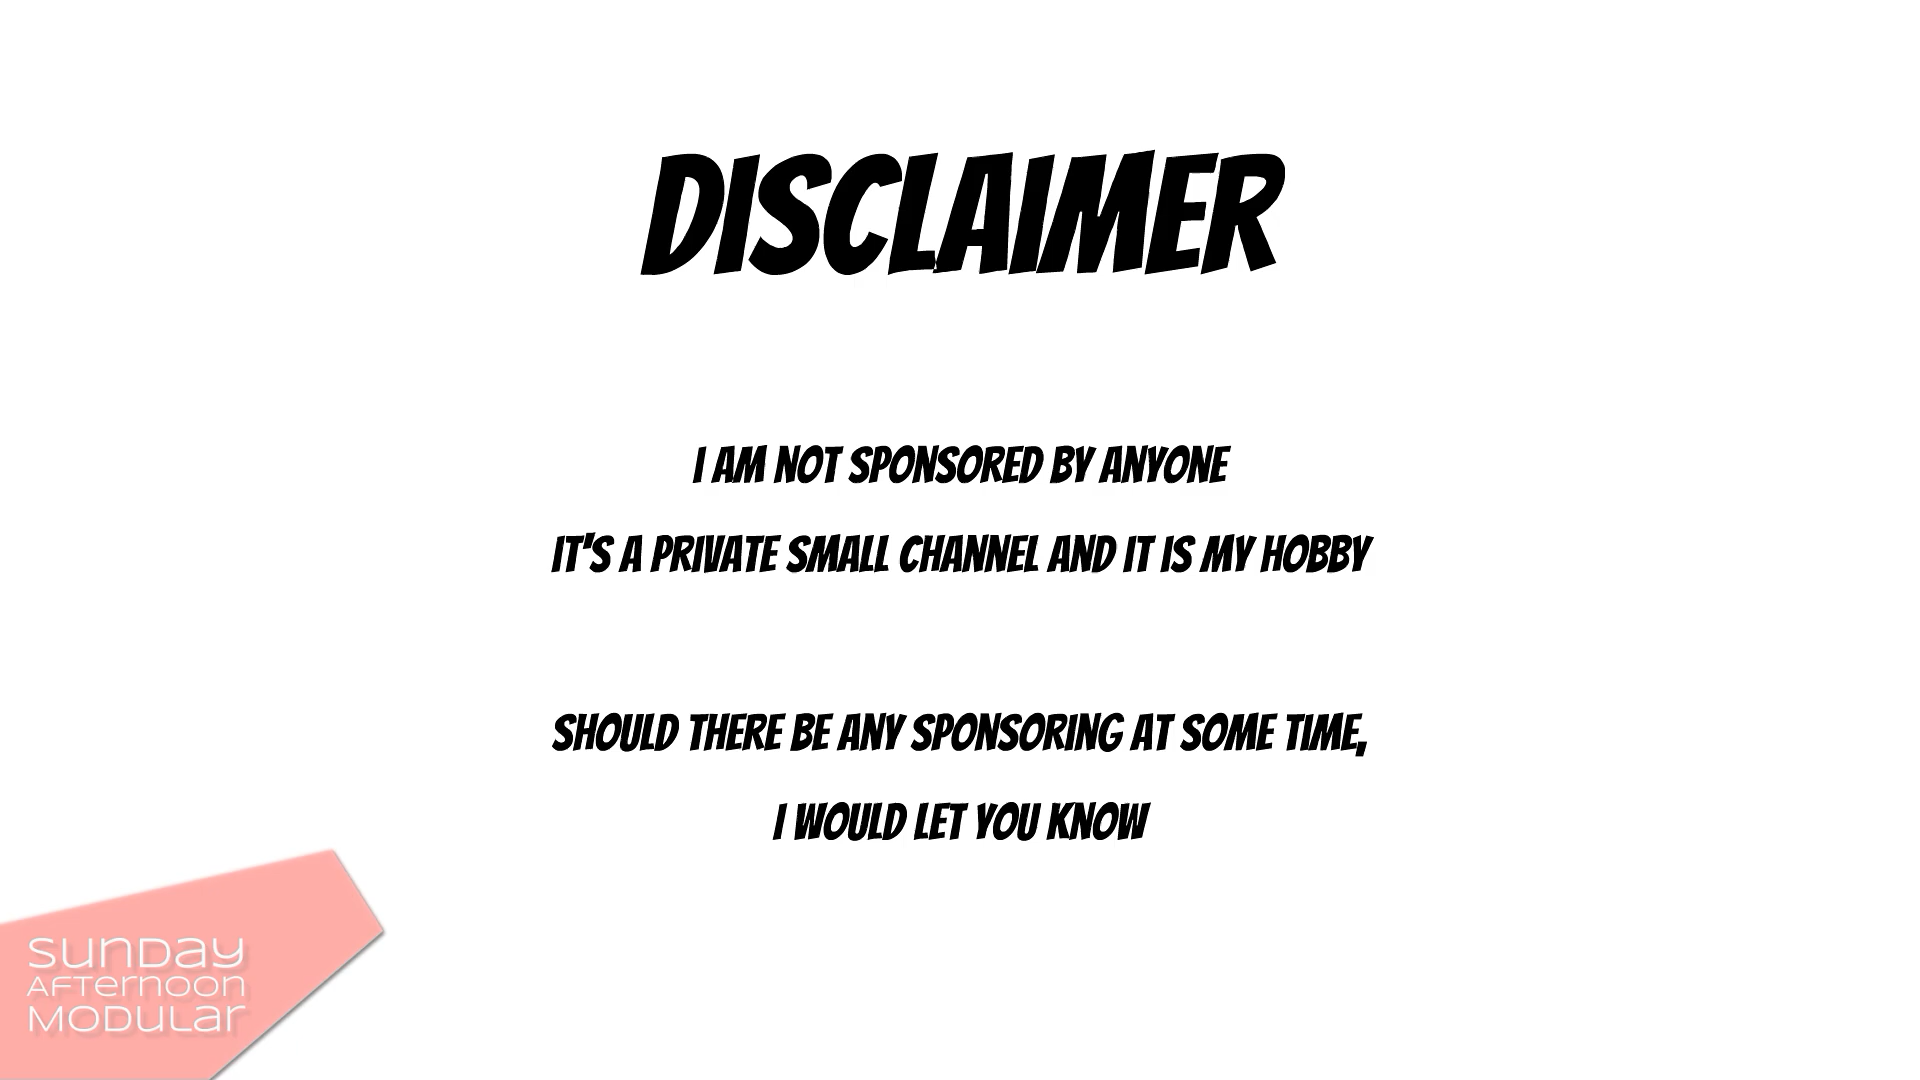 DISCLAIMER
I AM NOT SPONSORED BY ANYONE
IT'S A PRIVATE SMALL CHANNEL AND IT IS MY HOBBY
SHOULD THERE BE ANY SPONSORING AT SOME TIME,
I WOULD LET YOU KNOW
SUNDAY
AFTERNOON
MODULAR